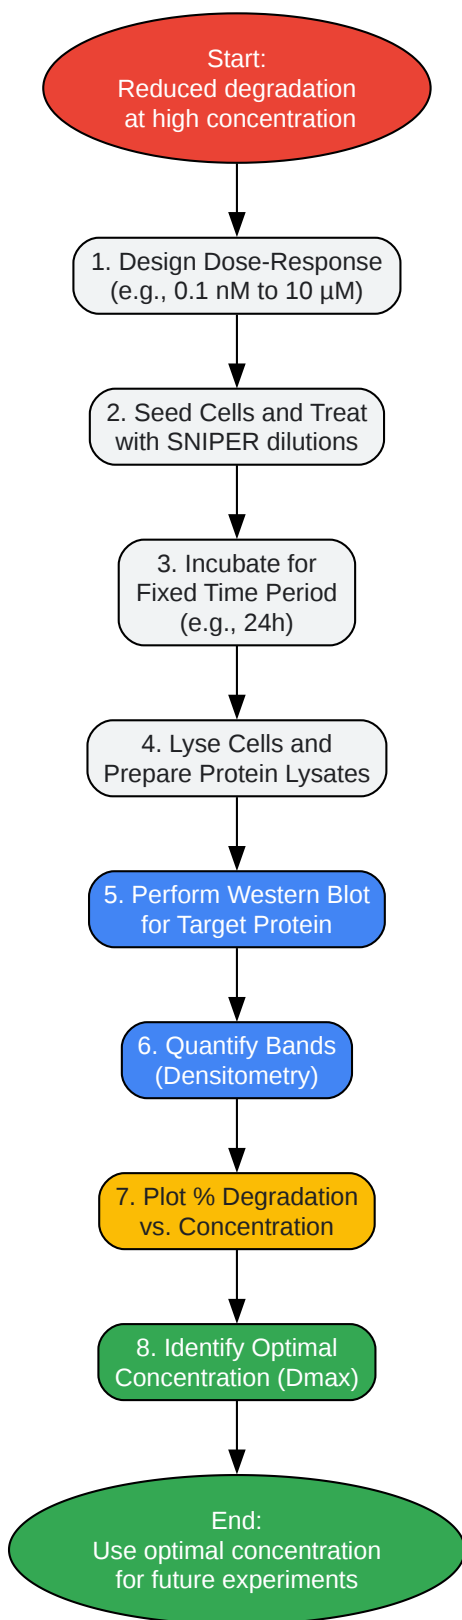 Start:
Reduced degradation
at high concentration
1. Design Dose-Response
(e.g., 0.1 nM to 10 µM)
2. Seed Cells and Treat
with SNIPER dilutions
3. Incubate for
Fixed Time Period
(e.g., 24h)
4. Lyse Cells and
Prepare Protein Lysates
5. Perform Western Blot
for Target Protein
6. Quantify Bands
(Densitometry)
7. Plot % Degradation
vs. Concentration
8. Identify Optimal
Concentration (Dmax)
End:
Use optimal concentration
for future experiments